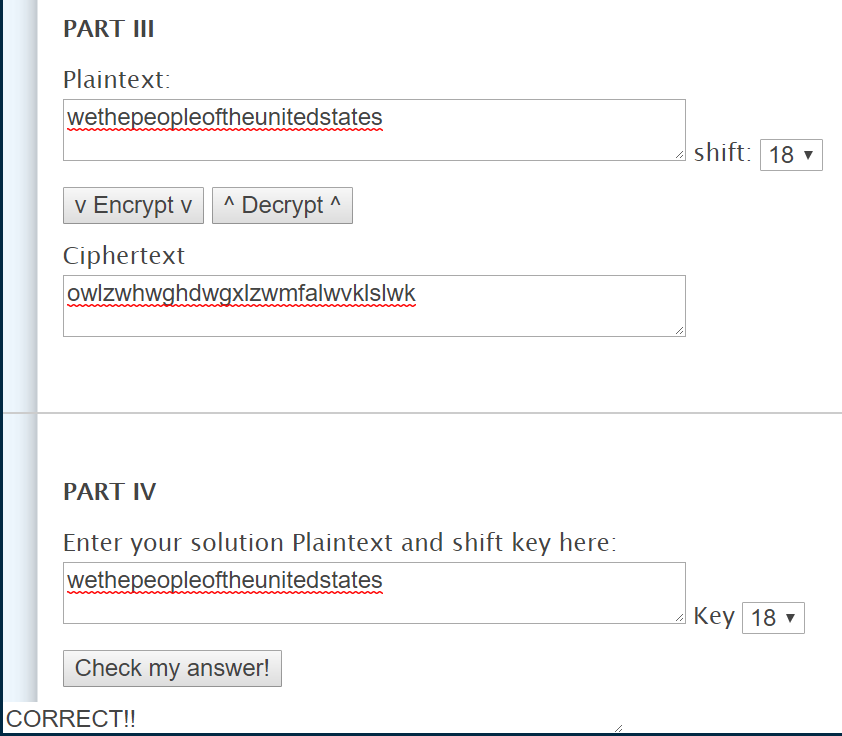 PART III
Plaintext:
wethepeopleoftheunitedstates
shift: 18
v Encrypt v ^ Decrypt ^
Ciphertext
owlzwhwghdwgxlzwmfalwvklslwk
PART IV
Enter your solution Plaintext and shift key here:
wethepeopleoftheunitedstates
Key 18
Check my answer!
CORRECT!!